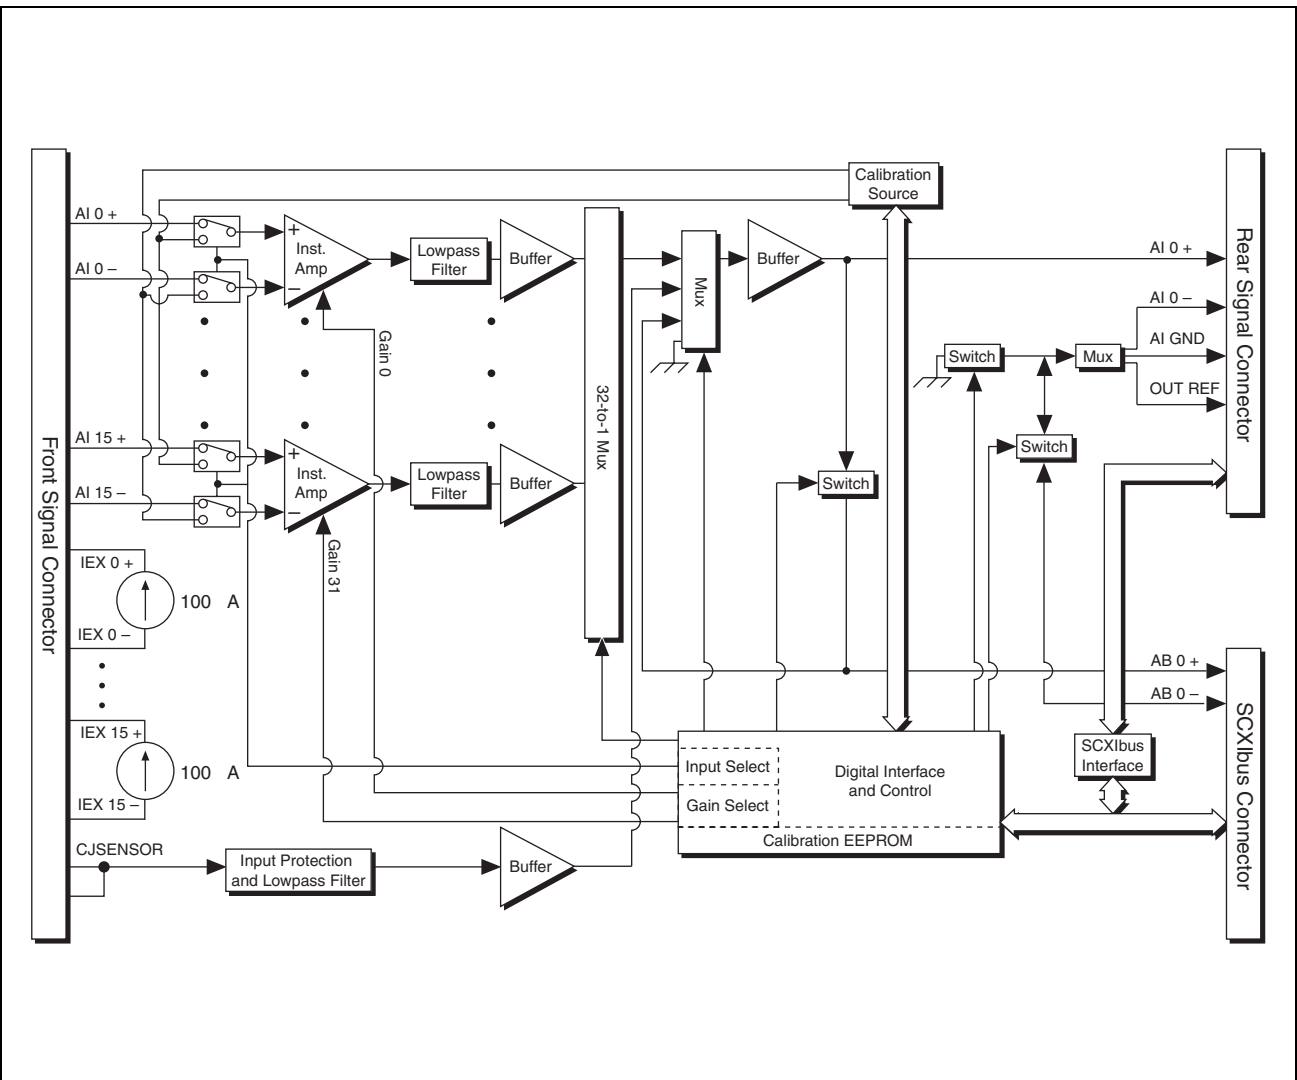 Front Signal Connector
AI 0 +
AI 0 –
AI 15 +
AI 15 –
IEX 0 +
100 A
IEX 0 –
IEX 15 +
100 A
IEX 15 –
CJSENSOR
+
Inst.
Amp
–
Lowpass
Filter
Buffer
Gain 0
+
Inst.
Amp
–
Lowpass
Filter
Buffer
Gain 31
32-to-1 Mux
Input Protection
and Lowpass Filter
Buffer
Mux
Buffer
Calibration
Source
Switch
Switch
Mux
Switch
Input Select
Gain Select
Digital Interface
and Control
Calibration EEPROM
SCXIbus
Interface
AI 0 +
AI 0 –
AI GND
OUT REF
Rear Signal Connector
AB 0 +
AB 0 –
SCXIbus Connector